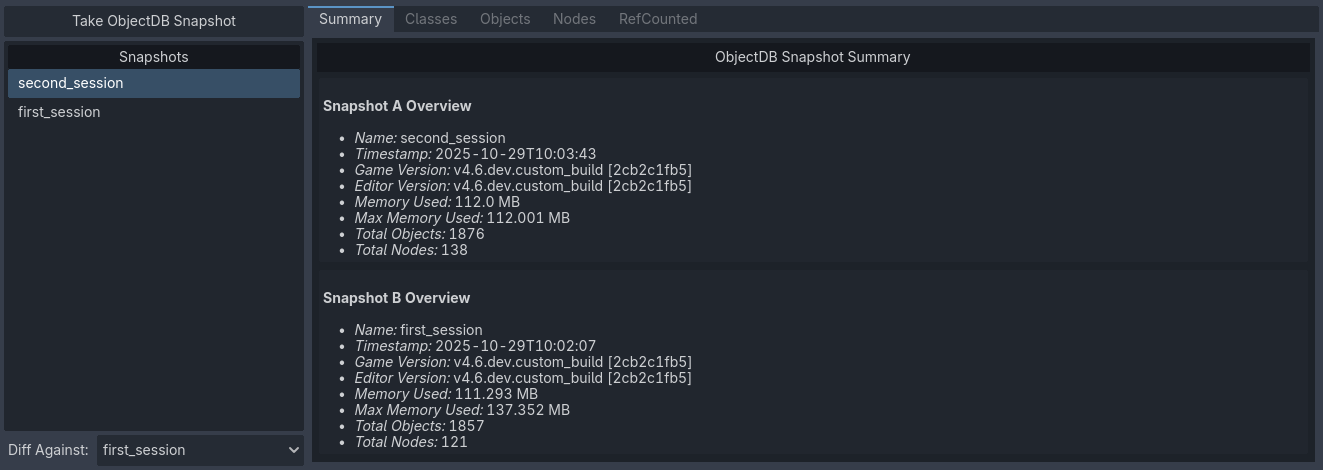 Take ObjectDB Snapshot
Snapshots
second_session
first_session
Diff Against: first_session
Summary Classes Objects Nodes RefCounted
ObjectDB Snapshot Summary
Snapshot A Overview
• Name: second_session
• Timestamp: 2025-10-29T10:03:43
• Game Version: v4.6.dev.custom_build [2cb2c1fb5]
• Editor Version: v4.6.dev.custom_build [2cb2c1fb5]
• Memory Used: 112.0 MB
• Max Memory Used: 112.001 MB
• Total Objects: 1876
• Total Nodes: 138
Snapshot B Overview
• Name: first_session
• Timestamp: 2025-10-29T10:02:07
• Game Version: v4.6.dev.custom_build [2cb2c1fb5]
• Editor Version: v4.6.dev.custom_build [2cb2c1fb5]
• Memory Used: 111.293 MB
• Max Memory Used: 137.352 MB
• Total Objects: 1857
• Total Nodes: 121